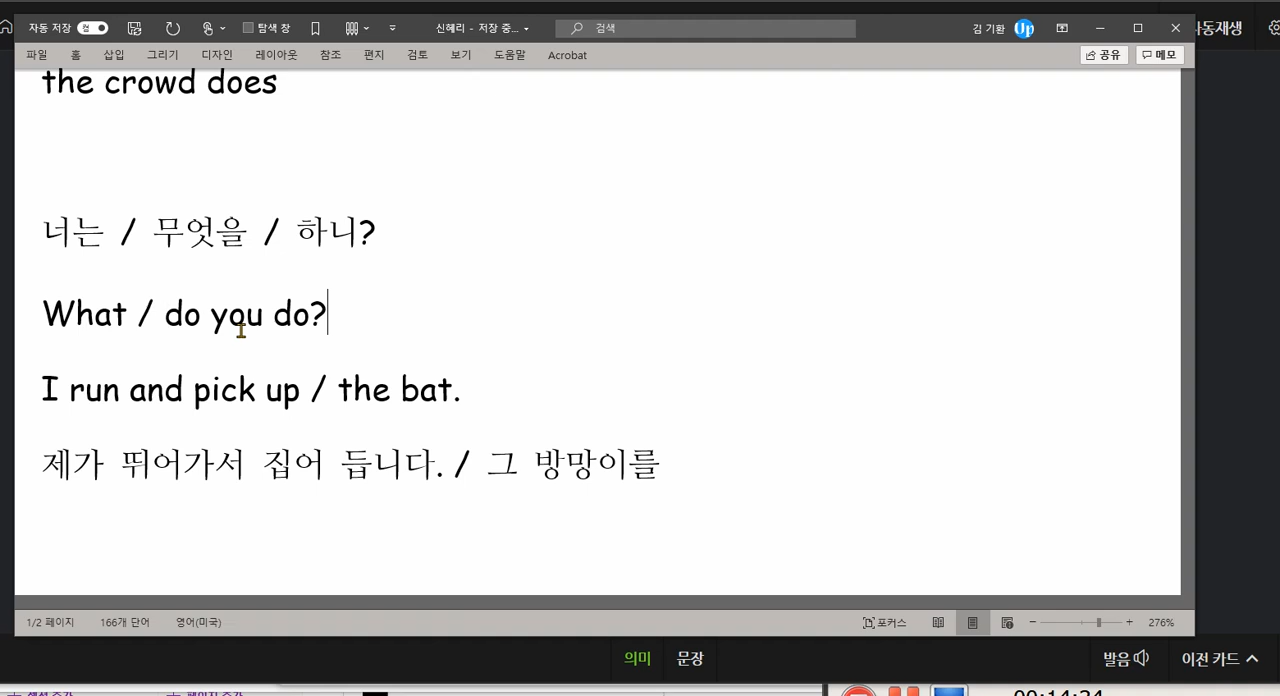 자동 저장 켬 탐색 창 신혜리 - 저장 중... 검색 김 기환 Up 자동재생
파일 홈 삽입 그리기 디자인 레이아웃 참조 편지 검토 보기 도움말 Acrobat 공유 메모
the crowd does
너는 / 무엇을 / 하니?
What / do you do?
I run and pick up / the bat.
제가 뛰어가서 집어 듭니다. / 그 방망이를
1/2 페이지 166개 단어 영어(미국) 포커스 276%
의미 문장 발음 이전 카드